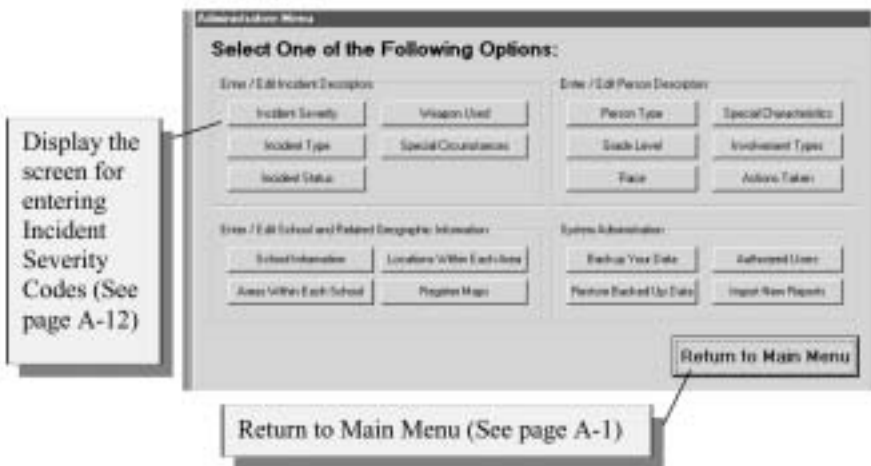 Administrative Menu
Select One of the Following Options:
Enter / Edit Incident Descriptors
Enter / Edit Person Descriptors
Incident Severity
Weapon Used
Person Type
Special Characteristics
Incident Type
Special Circumstances
Grade Level
Involvement Types
Incident Status
Race
Actions Taken
Enter / Edit School and Related Geographic Information
System Administration
School Information
Locations Within Each Area
Backup Your Data
Authorized Users
Areas Within Each School
Register Maps
Restore Backed Up Data
Import New Reports
Return to Main Menu
Display the
screen for
entering
Incident
Severity
Codes (See
page A-12)
Return to Main Menu (See page A-1)